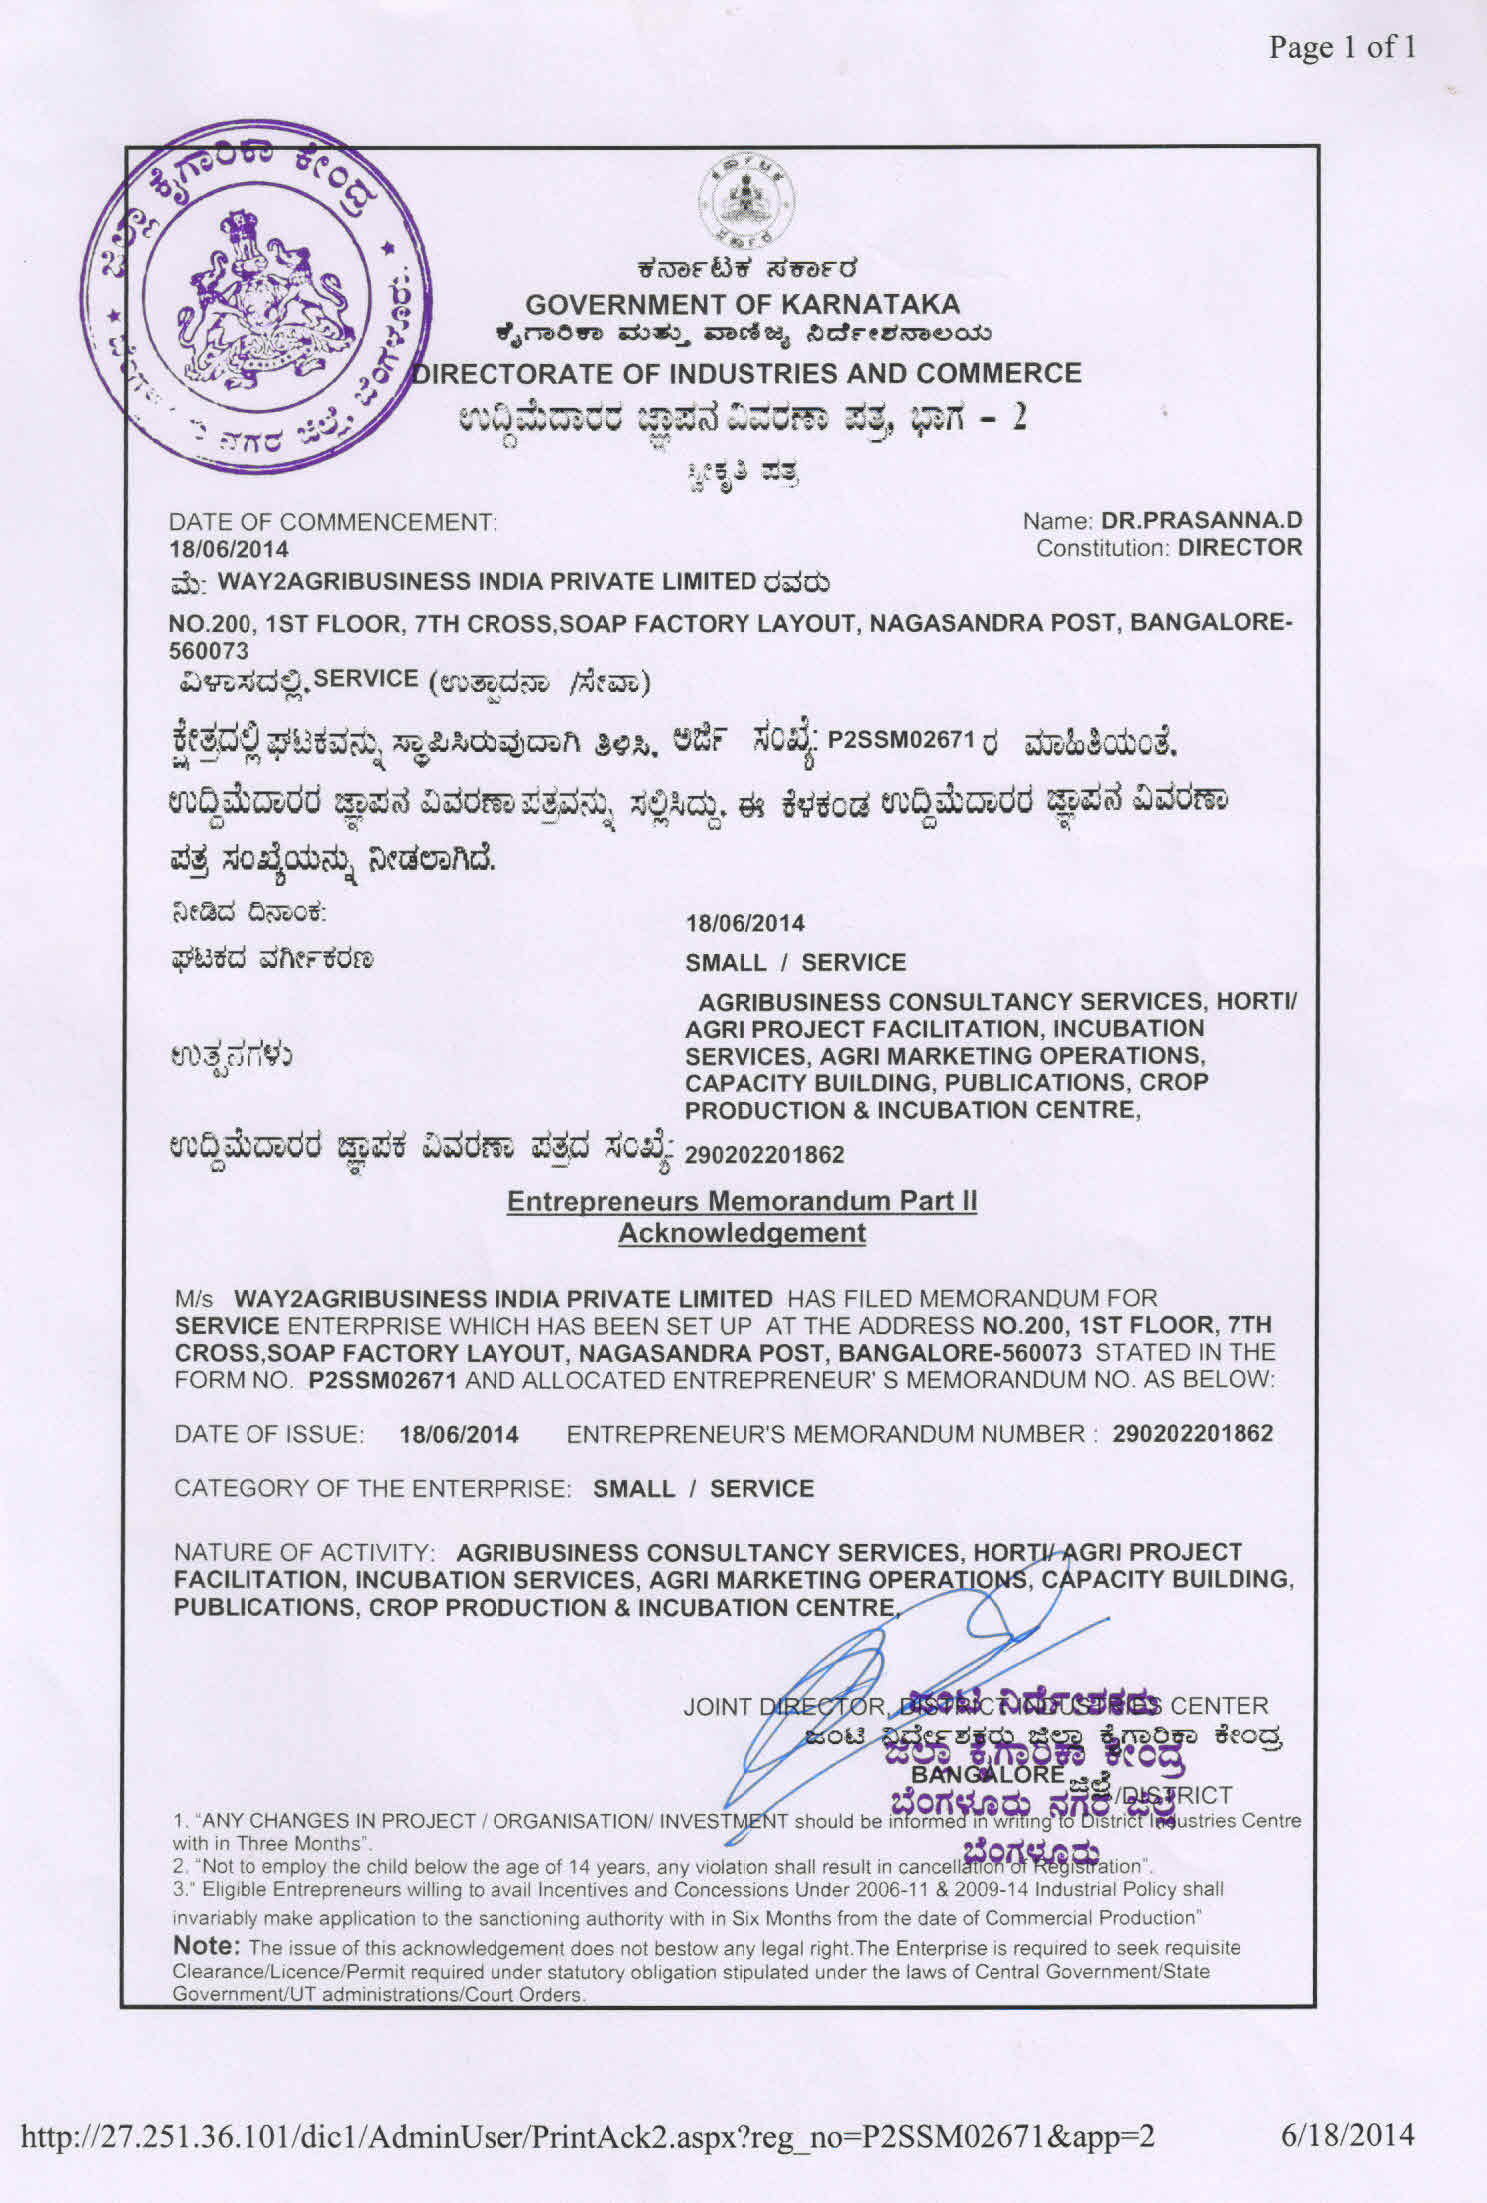 Page 1 of 1
ಜಿಲ್ಲಾ ಕೈಗಾರಿಕಾ ಕೇಂದ್ರ
ನಗರ ಜಿಲ್ಲೆ, ಬೆಂಗಳೂರು
ಕರ್ನಾಟಕ ಸರ್ಕಾರ
GOVERNMENT OF KARNATAKA
ಕೈಗಾರಿಕಾ ಮತ್ತು ವಾಣಿಜ್ಯ ನಿರ್ದೇಶನಾಲಯ
DIRECTORATE OF INDUSTRIES AND COMMERCE
ಉದ್ದಿಮೆದಾರರ ಜ್ಞಾಪನ ವಿವರಣಾ ಪತ್ರ, ಭಾಗ - 2
ಸ್ವೀಕೃತಿ ಪತ್ರ
DATE OF COMMENCEMENT: Name: DR.PRASANNA.D
18/06/2014 Constitution: DIRECTOR
ಮೆ: WAY2AGRIBUSINESS INDIA PRIVATE LIMITED ರವರು
NO.200, 1ST FLOOR, 7TH CROSS,SOAP FACTORY LAYOUT, NAGASANDRA POST, BANGALORE-
560073
ವಿಳಾಸದಲ್ಲಿ, SERVICE (ಉತ್ಪಾದನಾ /ಸೇವಾ)
ಕ್ಷೇತ್ರದಲ್ಲಿ ಘಟಕವನ್ನು ಸ್ಥಾಪಿಸಿರುವುದಾಗಿ ತಿಳಿಸಿ, ಅರ್ಜಿ ಸಂಖ್ಯೆ: P2SSM02671 ರ ಮಾಹಿತಿಯಂತೆ,
ಉದ್ದಿಮೆದಾರರ ಜ್ಞಾಪನ ವಿವರಣಾ ಪತ್ರವನ್ನು ಸಲ್ಲಿಸಿದ್ದು, ಈ ಕೆಳಕಂಡ ಉದ್ದಿಮೆದಾರರ ಜ್ಞಾಪನ ವಿವರಣಾ
ಪತ್ರ ಸಂಖ್ಯೆಯನ್ನು ನೀಡಲಾಗಿದೆ.
ನೀಡಿದ ದಿನಾಂಕ: 18/06/2014
ಘಟಕದ ವರ್ಗೀಕರಣ SMALL / SERVICE
AGRIBUSINESS CONSULTANCY SERVICES, HORTI/
AGRI PROJECT FACILITATION, INCUBATION
ಉತ್ಪನಗಳು SERVICES, AGRI MARKETING OPERATIONS,
CAPACITY BUILDING, PUBLICATIONS, CROP
PRODUCTION & INCUBATION CENTRE,
ಉದ್ದಿಮೆದಾರರ ಜ್ಞಾಪಕ ವಿವರಣಾ ಪತ್ರದ ಸಂಖ್ಯೆ: 290202201862
Entrepreneurs Memorandum Part II
Acknowledgement
M/s WAY2AGRIBUSINESS INDIA PRIVATE LIMITED HAS FILED MEMORANDUM FOR
SERVICE ENTERPRISE WHICH HAS BEEN SET UP AT THE ADDRESS NO.200, 1ST FLOOR, 7TH
CROSS,SOAP FACTORY LAYOUT, NAGASANDRA POST, BANGALORE-560073 STATED IN THE
FORM NO. P2SSM02671 AND ALLOCATED ENTREPRENEUR' S MEMORANDUM NO. AS BELOW:
DATE OF ISSUE: 18/06/2014 ENTREPRENEUR'S MEMORANDUM NUMBER : 290202201862
CATEGORY OF THE ENTERPRISE: SMALL / SERVICE
NATURE OF ACTIVITY: AGRIBUSINESS CONSULTANCY SERVICES, HORTI/ AGRI PROJECT
FACILITATION, INCUBATION SERVICES, AGRI MARKETING OPERATIONS, CAPACITY BUILDING,
PUBLICATIONS, CROP PRODUCTION & INCUBATION CENTRE,
ಜಂಟಿ ನಿರ್ದೇಶಕರು
JOINT DIRECTOR, DISTRICT INDUSTRIES CENTER
ಜಂಟಿ ನಿರ್ದೇಶಕರು ಜಿಲ್ಲಾ ಕೈಗಾರಿಕಾ ಕೇಂದ್ರ
ಜಿಲ್ಲಾ ಕೈಗಾರಿಕಾ ಕೇಂದ್ರ
BANGALORE ಜಿಲ್ಲೆ/DISTRICT
ಬೆಂಗಳೂರು ನಗರ ಜಿಲ್ಲೆ
ಬೆಂಗಳೂರು
1. "ANY CHANGES IN PROJECT / ORGANISATION/ INVESTMENT should be informed in writing to District Industries Centre
with in Three Months".
2. "Not to employ the child below the age of 14 years, any violation shall result in cancellation of Registration".
3." Eligible Entrepreneurs willing to avail Incentives and Concessions Under 2006-11 & 2009-14 Industrial Policy shall
invariably make application to the sanctioning authority with in Six Months from the date of Commercial Production"
Note: The issue of this acknowledgement does not bestow any legal right.The Enterprise is required to seek requisite
Clearance/Licence/Permit required under statutory obligation stipulated under the laws of Central Government/State
Government/UT administrations/Court Orders.
http://27.251.36.101/dic1/AdminUser/PrintAck2.aspx?reg_no=P2SSM02671&app=2 6/18/2014